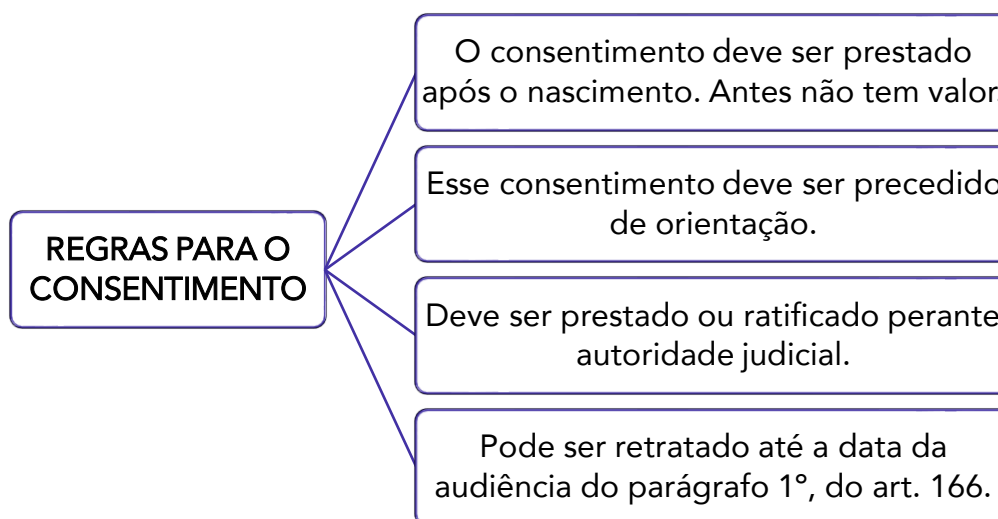 O consentimento deve ser prestado
após o nascimento. Antes não tem valor.
Esse consentimento deve ser precedido
de orientação.
REGRAS PARA O
CONSENTIMENTO
Deve ser prestado ou ratificado perante
autoridade judicial.
Pode ser retratado até a data da
audiência do parágrafo 1º, do art. 166.